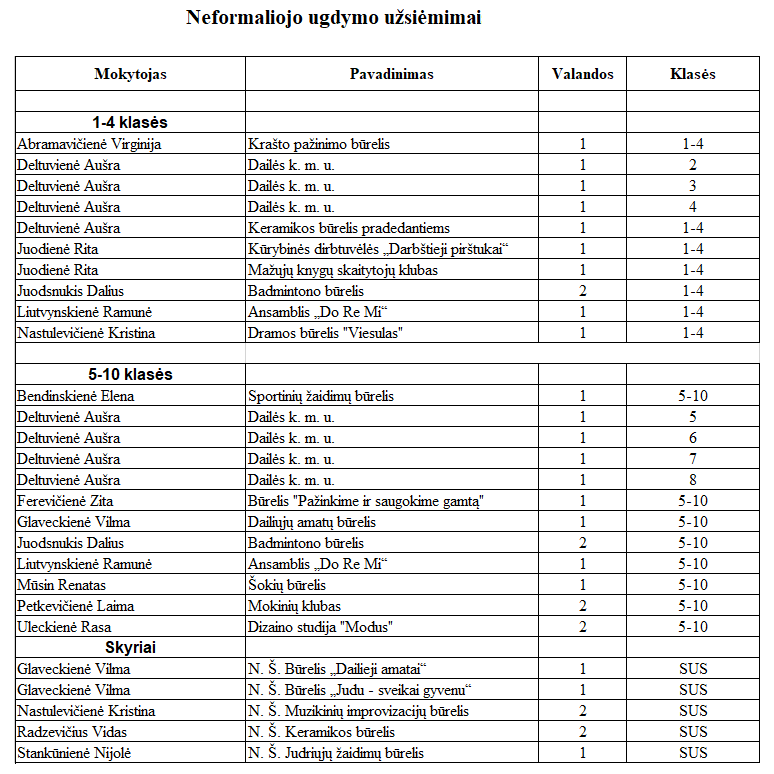 Neformaliojo ugdymo užsiėmimai
Mokytojas Pavadinimas Valandos Klasės
1-4 klasės
Abramavičienė Virginija Krašto pažinimo būrelis 1 1-4
Deltuvienė Aušra Dailės k. m. u. 1 2
Deltuvienė Aušra Dailės k. m. u. 1 3
Deltuvienė Aušra Dailės k. m. u. 1 4
Deltuvienė Aušra Keramikos būrelis pradedantiems 1 1-4
Juodienė Rita Kūrybinės dirbtuvėlės „Darbštieji pirštukai“ 1 1-4
Juodienė Rita Mažųjų knygų skaitytojų klubas 1 1-4
Juodsnukis Dalius Badmintono būrelis 2 1-4
Liutvynskienė Ramunė Ansamblis „Do Re Mi“ 1 1-4
Nastulevičienė Kristina Dramos būrelis "Viesulas" 1 1-4
5-10 klasės
Bendinskienė Elena Sportinių žaidimų būrelis 1 5-10
Deltuvienė Aušra Dailės k. m. u. 1 5
Deltuvienė Aušra Dailės k. m. u. 1 6
Deltuvienė Aušra Dailės k. m. u. 1 7
Deltuvienė Aušra Dailės k. m. u. 1 8
Ferevičienė Zita Būrelis "Pažinkime ir saugokime gamtą" 1 5-10
Glaveckienė Vilma Dailiųjų amatų būrelis 1 5-10
Juodsnukis Dalius Badmintono būrelis 2 5-10
Liutvynskienė Ramunė Ansamblis „Do Re Mi“ 1 5-10
Mūsin Renatas Šokių būrelis 1 5-10
Petkevičienė Laima Mokinių klubas 2 5-10
Uleckienė Rasa Dizaino studija "Modus" 2 5-10
Skyriai
Glaveckienė Vilma N. Š. Būrelis „Dailieji amatai“ 1 SUS
Glaveckienė Vilma N. Š. Būrelis „Judu - sveikai gyvenu“ 1 SUS
Nastulevičienė Kristina N. Š. Muzikinių improvizacijų būrelis 2 SUS
Radzevičius Vidas N. Š. Keramikos būrelis 2 SUS
Stankūnienė Nijolė N. Š. Judriųjų žaidimų būrelis 1 SUS